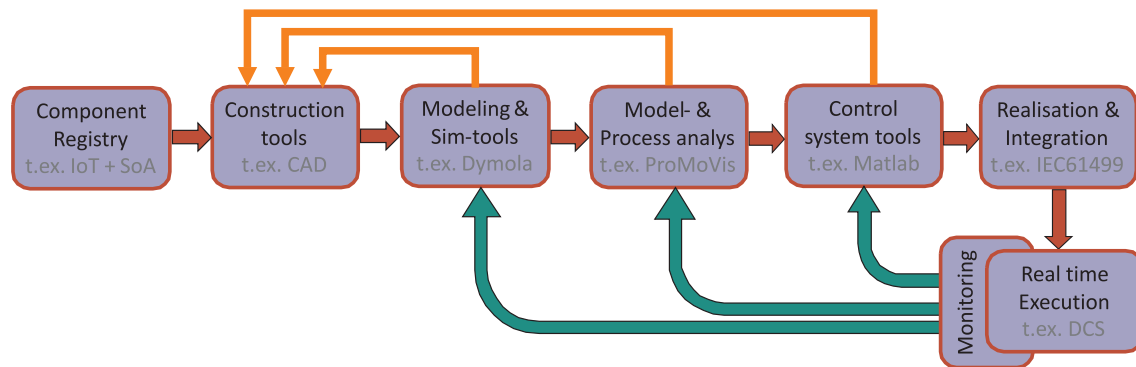 Component
Registry
t.ex. IoT + SoA
Construction
tools
t.ex. CAD
Modeling &
Sim-tools
t.ex. Dymola
Model- &
Process analys
t.ex. ProMoVis
Control
system tools
t.ex. Matlab
Realisation &
Integration
t.ex. IEC61499
Monitoring
Real time
Execution
t.ex. DCS